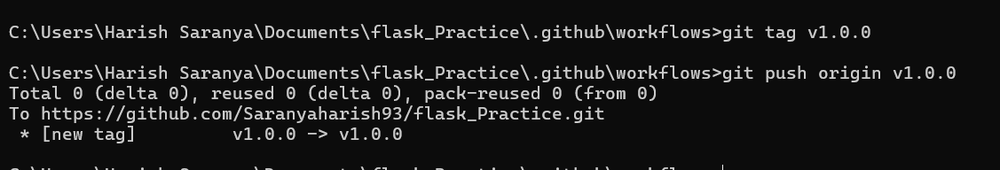 C:\Users\Harish Saranya\Documents\flask_Practice\.github\workflows>git tag v1.0.0
C:\Users\Harish Saranya\Documents\flask_Practice\.github\workflows>git push origin v1.0.0
Total 0 (delta 0), reused 0 (delta 0), pack-reused 0 (from 0)
To https://github.com/Saranyaharish93/flask_Practice.git
 * [new tag]         v1.0.0 -> v1.0.0